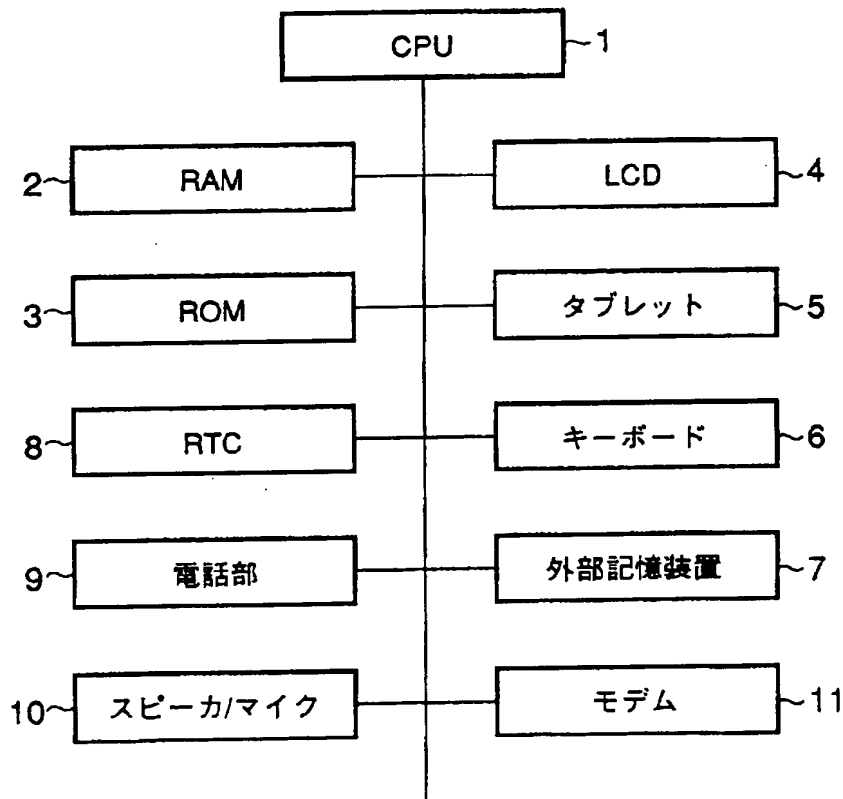 CPU 1
2 RAM LCD 4
3 ROM タブレット 5
8 RTC キーボード 6
9 電話部 外部記憶装置 7
10 スピーカ/マイク モデム 11